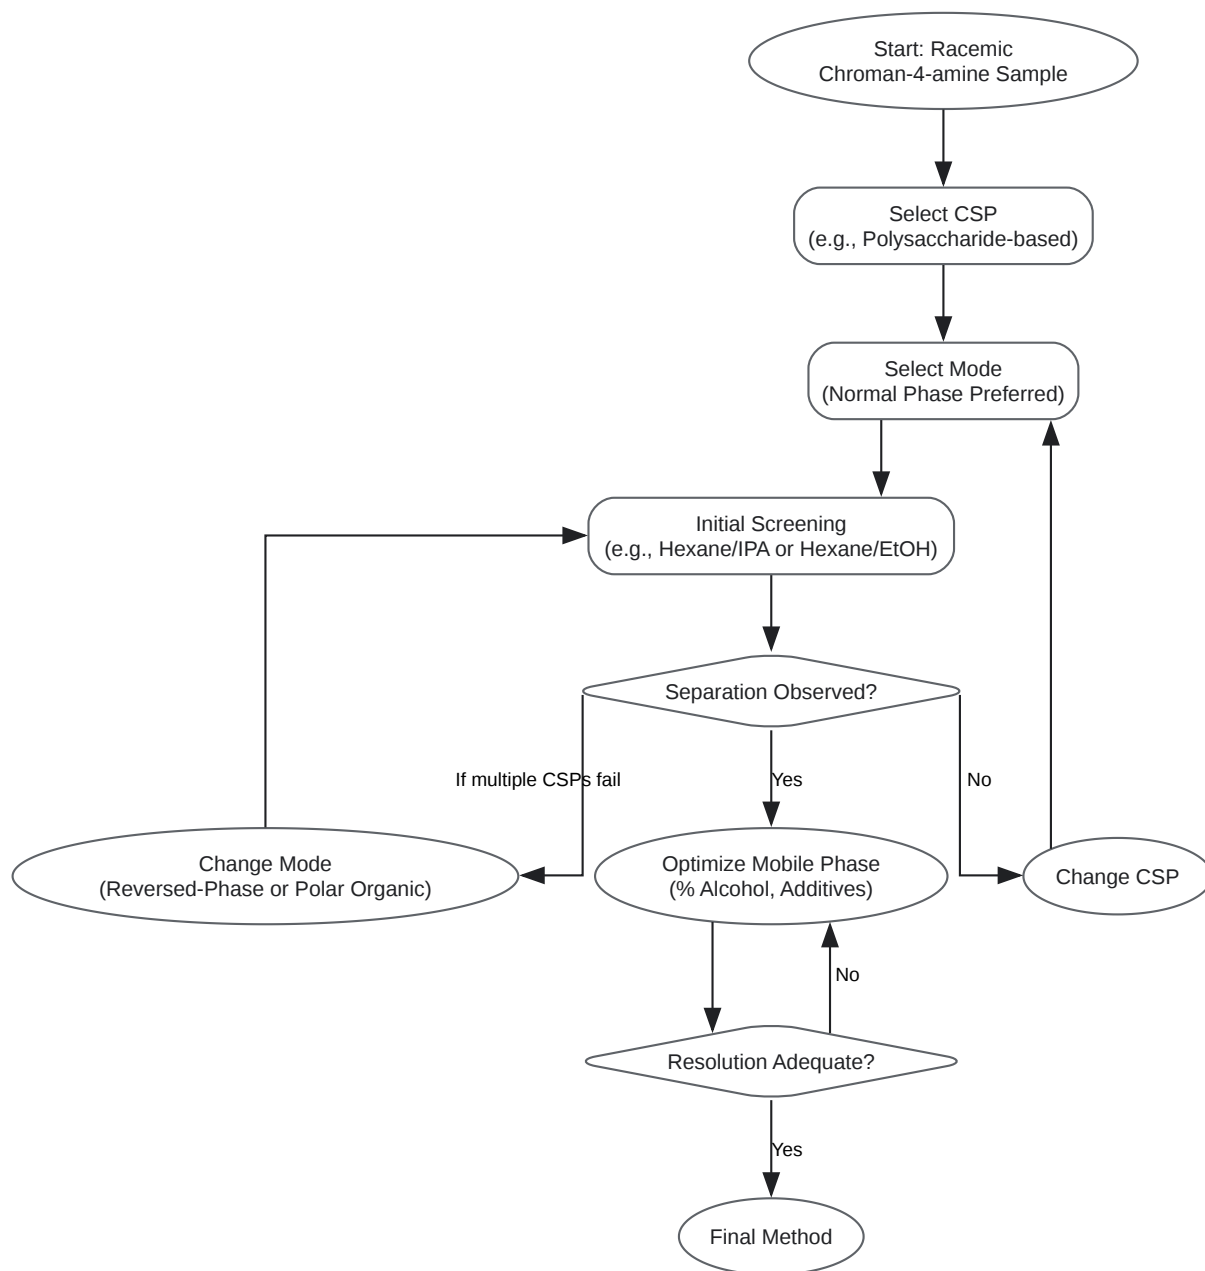 Start: Racemic
Chroman-4-amine Sample
Select CSP
(e.g., Polysaccharide-based)
Select Mode
(Normal Phase Preferred)
Initial Screening
(e.g., Hexane/IPA or Hexane/EtOH)
Separation Observed?
If multiple CSPs fail
Yes
No
Change Mode
(Reversed-Phase or Polar Organic)
Optimize Mobile Phase
(% Alcohol, Additives)
Change CSP
No
Resolution Adequate?
Yes
Final Method